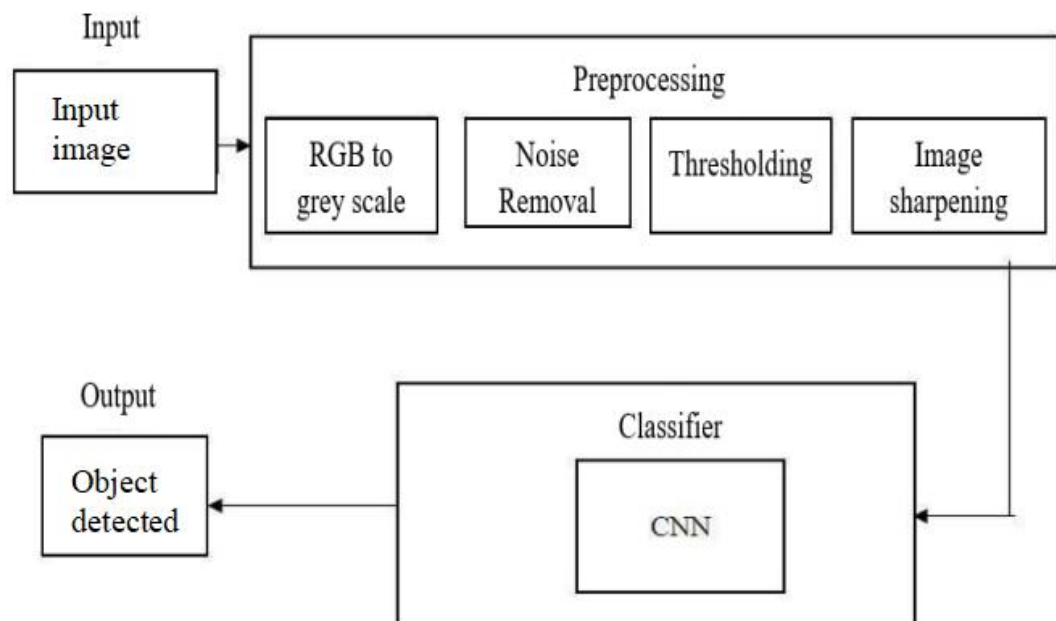 Input
Input
image
Preprocessing
RGB to
grey scale
Noise
Removal
Thresholding
Image
sharpening
Output
Object
detected
Classifier
CNN